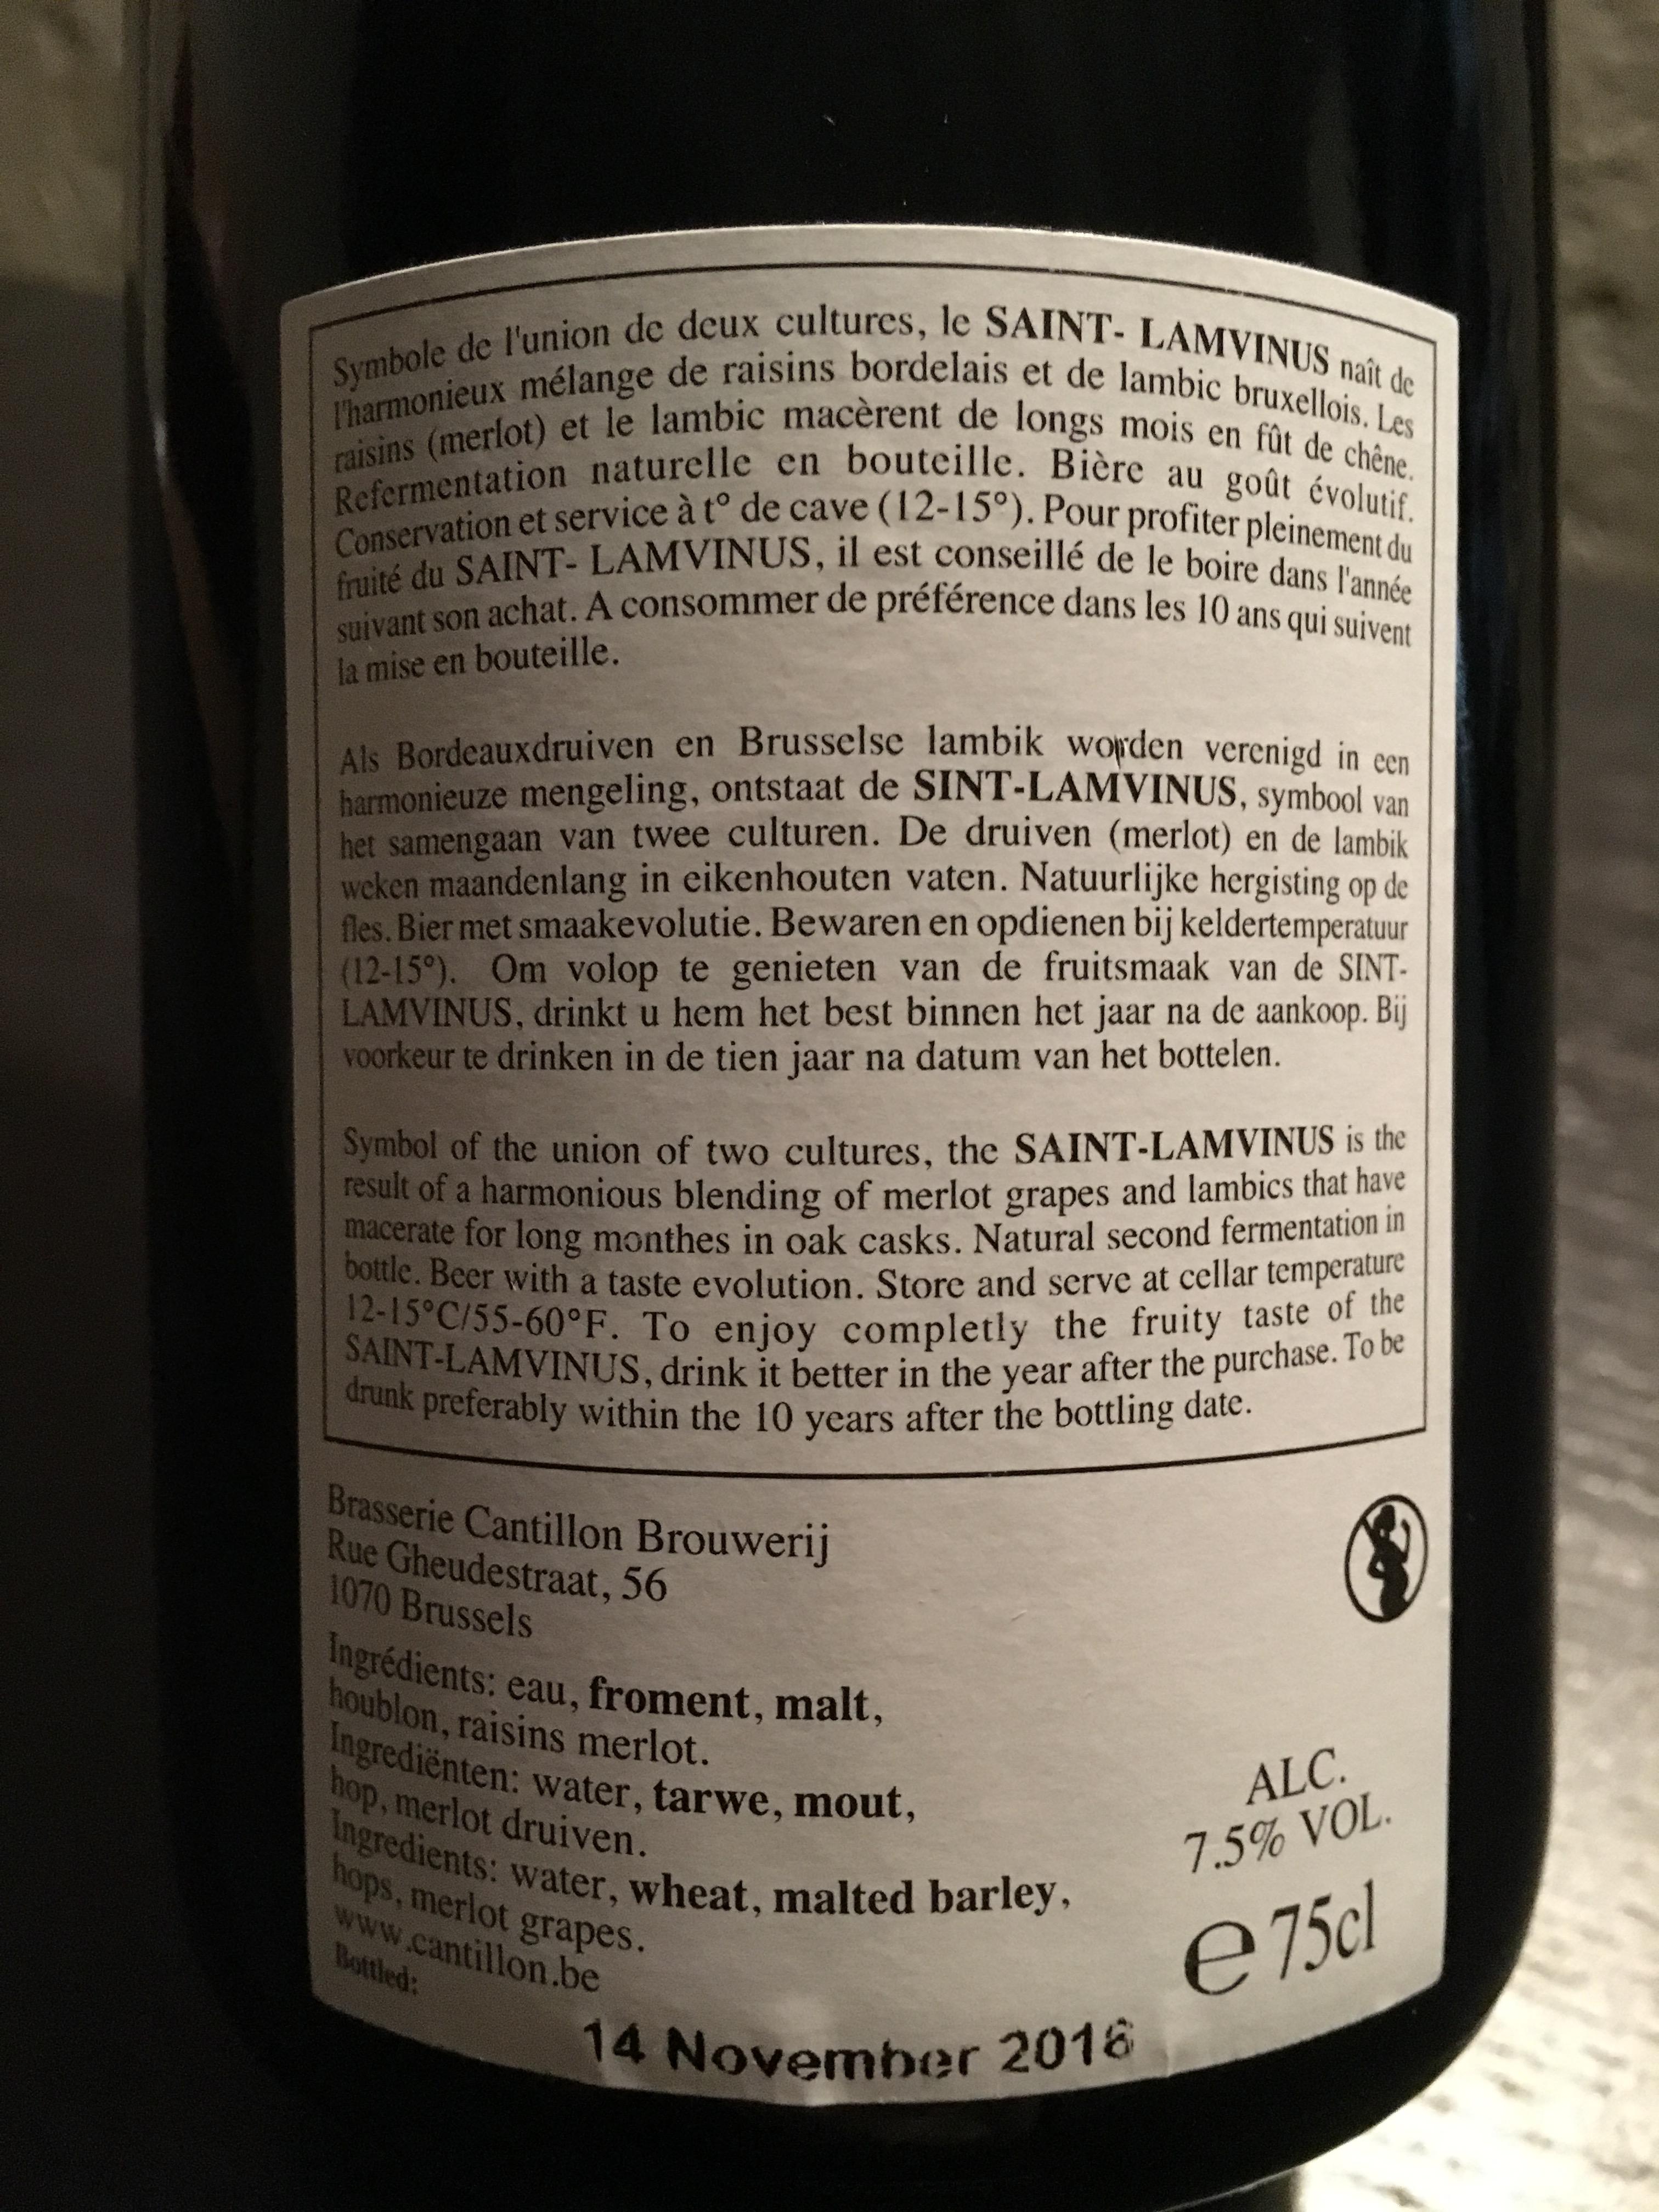 Symbole de l'union de deux cultures, le SAINT- LAMVINUS naît de
l'harmonieux mélange de raisins bordelais et de lambic bruxellois. Les
raisins (merlot) et le lambic macèrent de longs mois en fût de chêne.
Refermentation naturelle en bouteille. Bière au goût évolutif.
Conservation et service à t° de cave (12-15°). Pour profiter pleinement du
fruité du SAINT- LAMVINUS, il est conseillé de le boire dans l'année
suivant son achat. A consommer de préférence dans les 10 ans qui suivent
la mise en bouteille.
Als Bordeauxdruiven en Brusselse lambik worden verenigd in een
harmonieuze mengeling, ontstaat de SINT-LAMVINUS, symbool van
het samengaan van twee culturen. De druiven (merlot) en de lambik
weken maandenlang in eikenhouten vaten. Natuurlijke hergisting op de
fles. Bier met smaakevolutie. Bewaren en opdienen bij keldertemperatuur
(12-15°). Om volop te genieten van de fruitsmaak van de SINT-
LAMVINUS, drinkt u hem het best binnen het jaar na de aankoop. Bij
voorkeur te drinken in de tien jaar na datum van het bottelen.
Symbol of the union of two cultures, the SAINT-LAMVINUS is the
result of a harmonious blending of merlot grapes and lambics that have
macerate for long monthes in oak casks. Natural second fermentation in
bottle. Beer with a taste evolution. Store and serve at cellar temperature
12-15°C/55-60°F. To enjoy completly the fruity taste of the
SAINT-LAMVINUS, drink it better in the year after the purchase. To be
drunk preferably within the 10 years after the bottling date.
Brasserie Cantillon Brouwerij
Rue Gheudestraat, 56
1070 Brussels
Ingrédients: eau, froment, malt,
houblon, raisins merlot.
Ingrediënten: water, tarwe, mout,
hop, merlot druiven.
Ingredients: water, wheat, malted barley,
hops, merlot grapes.
www.cantillon.be
Bottled:
14 November
ALC.
7.5% VOL.
e 75cl